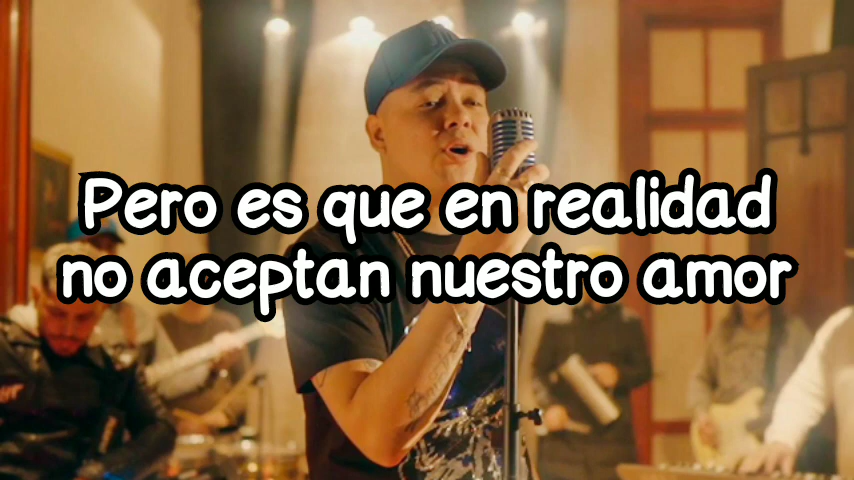 Pero es que en realidad
no aceptan nuestro amor